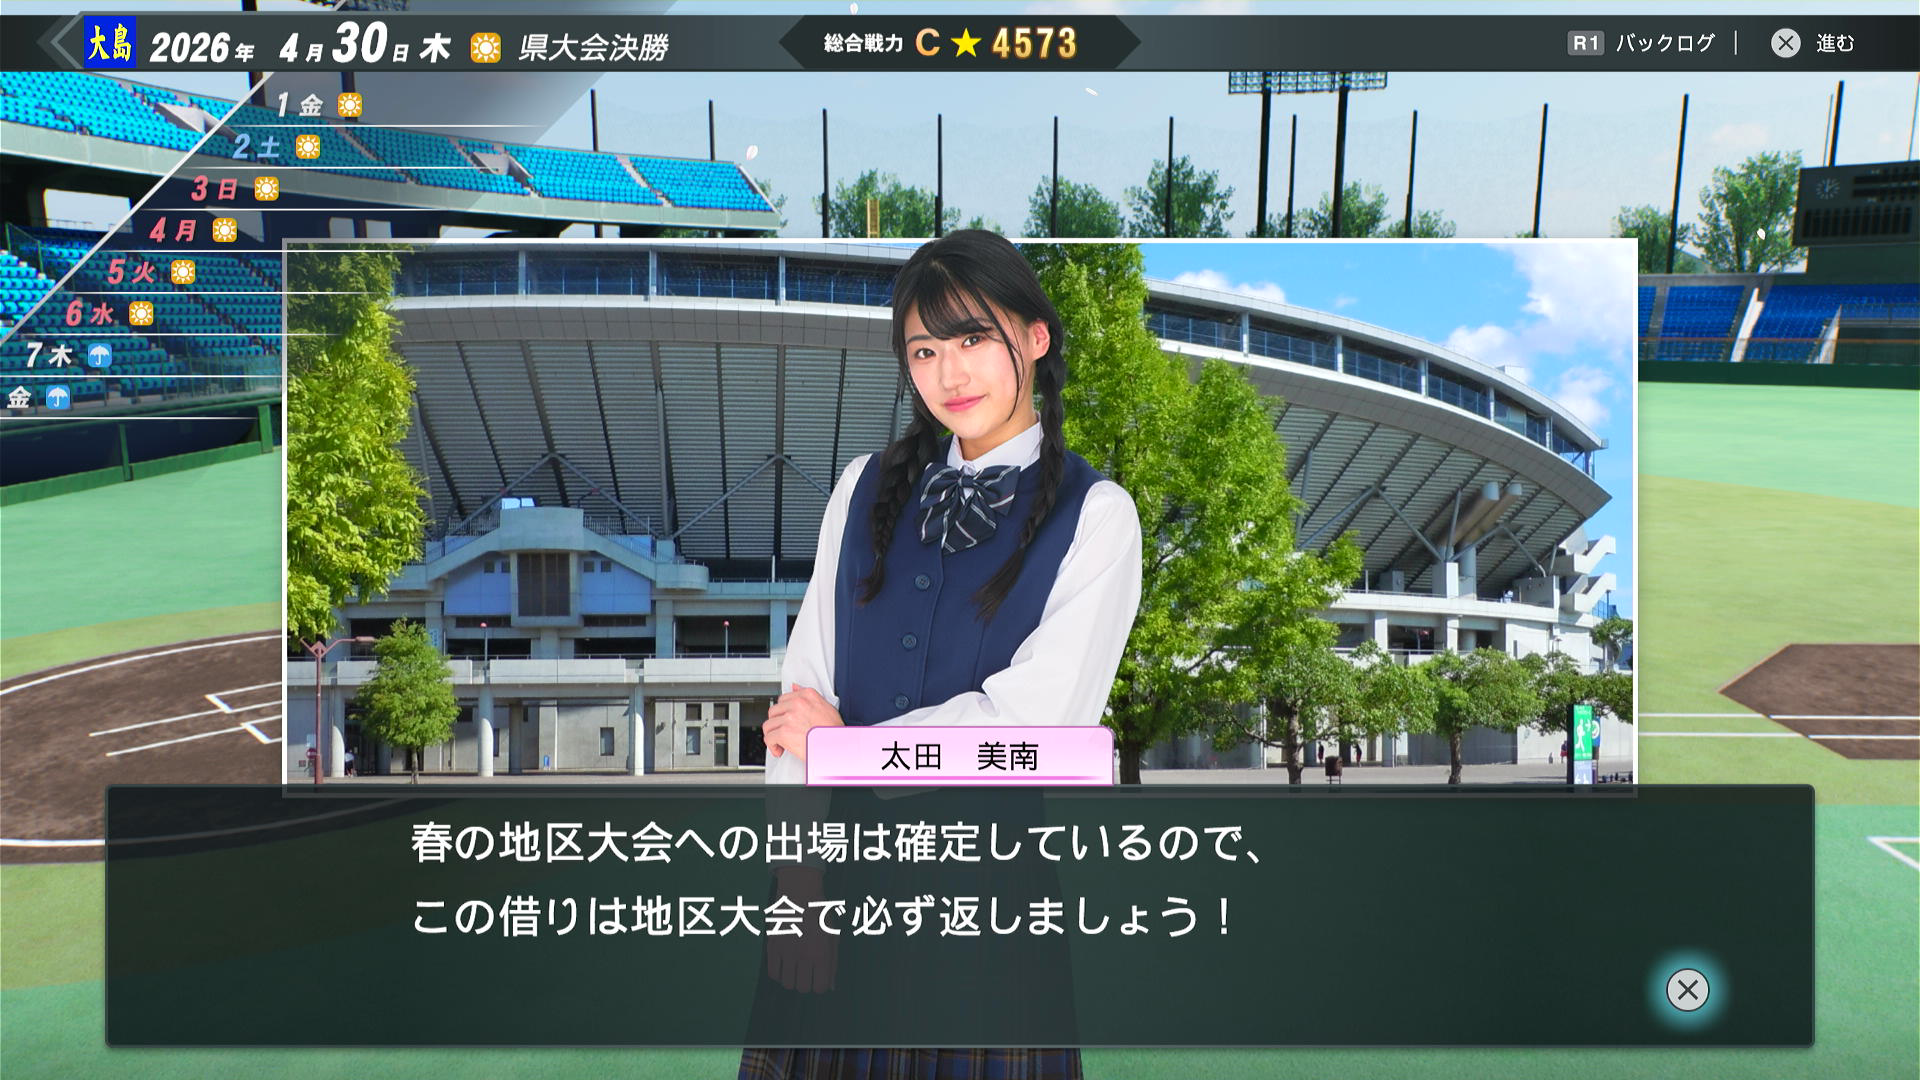 大島 2026年 4月30日 木 県大会決勝
総合戦力 C 4573
R1 バックログ 進む
1 金
2 土
3 日
4 月
5 火
6 水
7 木
金
太田 美南
春の地区大会への出場は確定しているので、
この借りは地区大会で必ず返しましょう！